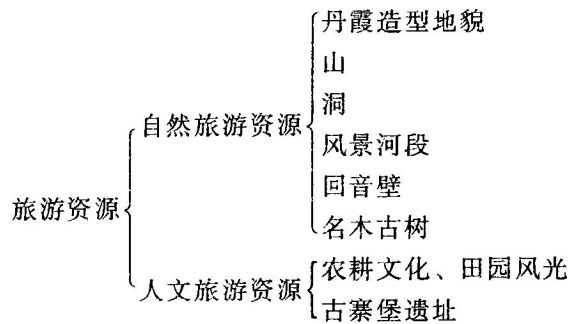 丹霞造型地貌
山
洞
自然旅游资源
风景河段
回音壁
旅游资源
名木古树
农耕文化、田园风光
人文旅游资源
古寨堡遗址